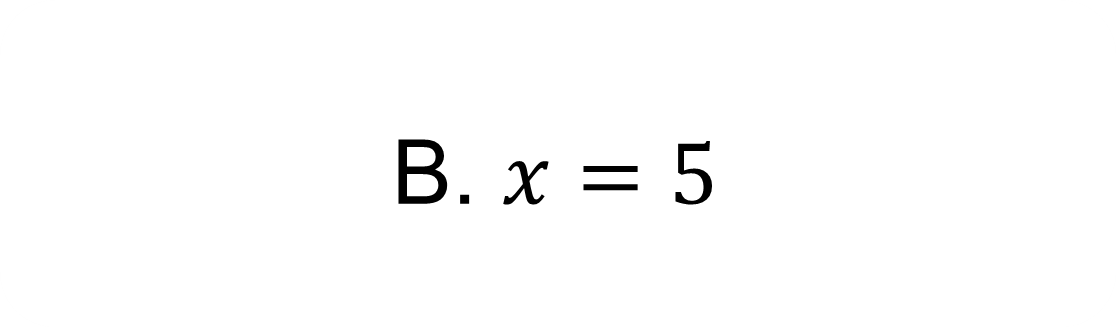 B. x = 5